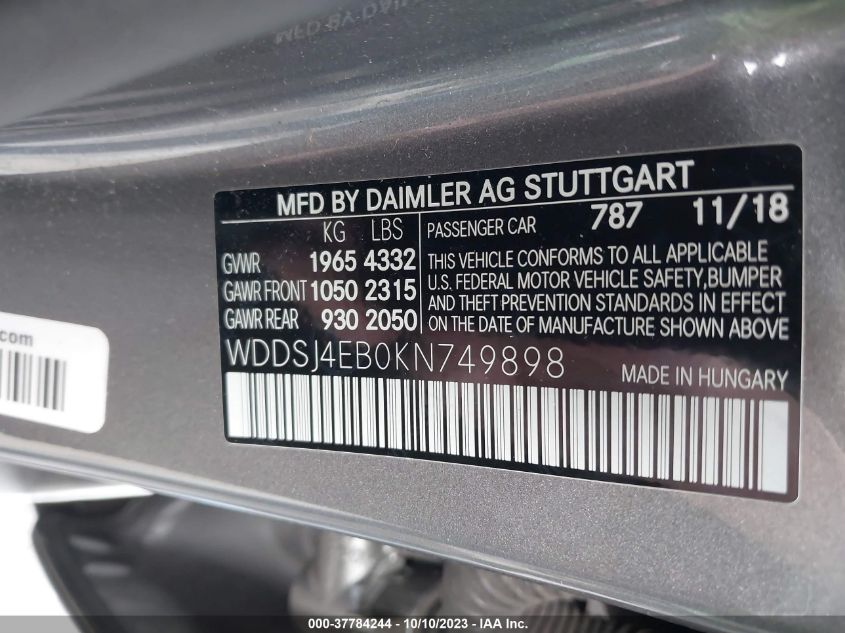 MFD BY DAIMLER AG STUTTGART
KG LBS
GVWR 1965 4332
GAWR FRONT 1050 2315
GAWR REAR 930 2050
PASSENGER CAR 787 11/18
THIS VEHICLE CONFORMS TO ALL APPLICABLE
U.S. FEDERAL MOTOR VEHICLE SAFETY, BUMPER
AND THEFT PREVENTION STANDARDS IN EFFECT
ON THE DATE OF MANUFACTURE SHOWN ABOVE
WDDSJ4EB0KN749898
MADE IN HUNGARY
.com
000-37784244 - 10/10/2023 - IAA Inc.